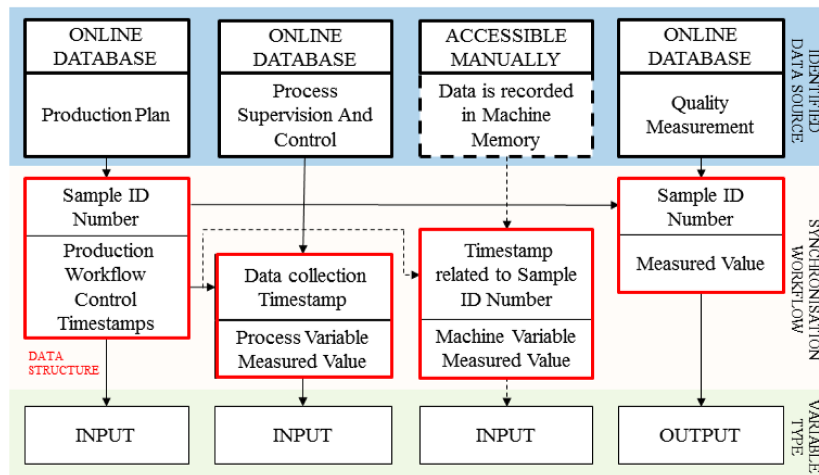 ONLINE
DATABASE
Production Plan
ONLINE
DATABASE
Process
Supervision And
Control
ACCESSIBLE
MANUALLY
Data is recorded
in Machine
Memory
ONLINE
DATABASE
Quality
Measurement
IDENTIFIED
DATA SOURCE
Sample ID
Number
Production
Workflow
Control
Timestamps
Data collection
Timestamp
Process Variable
Measured Value
Timestamp
related to Sample
ID Number
Machine Variable
Measured Value
Sample ID
Number
Measured Value
SYNCHRONISATION
WORKFLOW
DATA
STRUCTURE
INPUT
INPUT
INPUT
OUTPUT
VARIABLE
TYPE